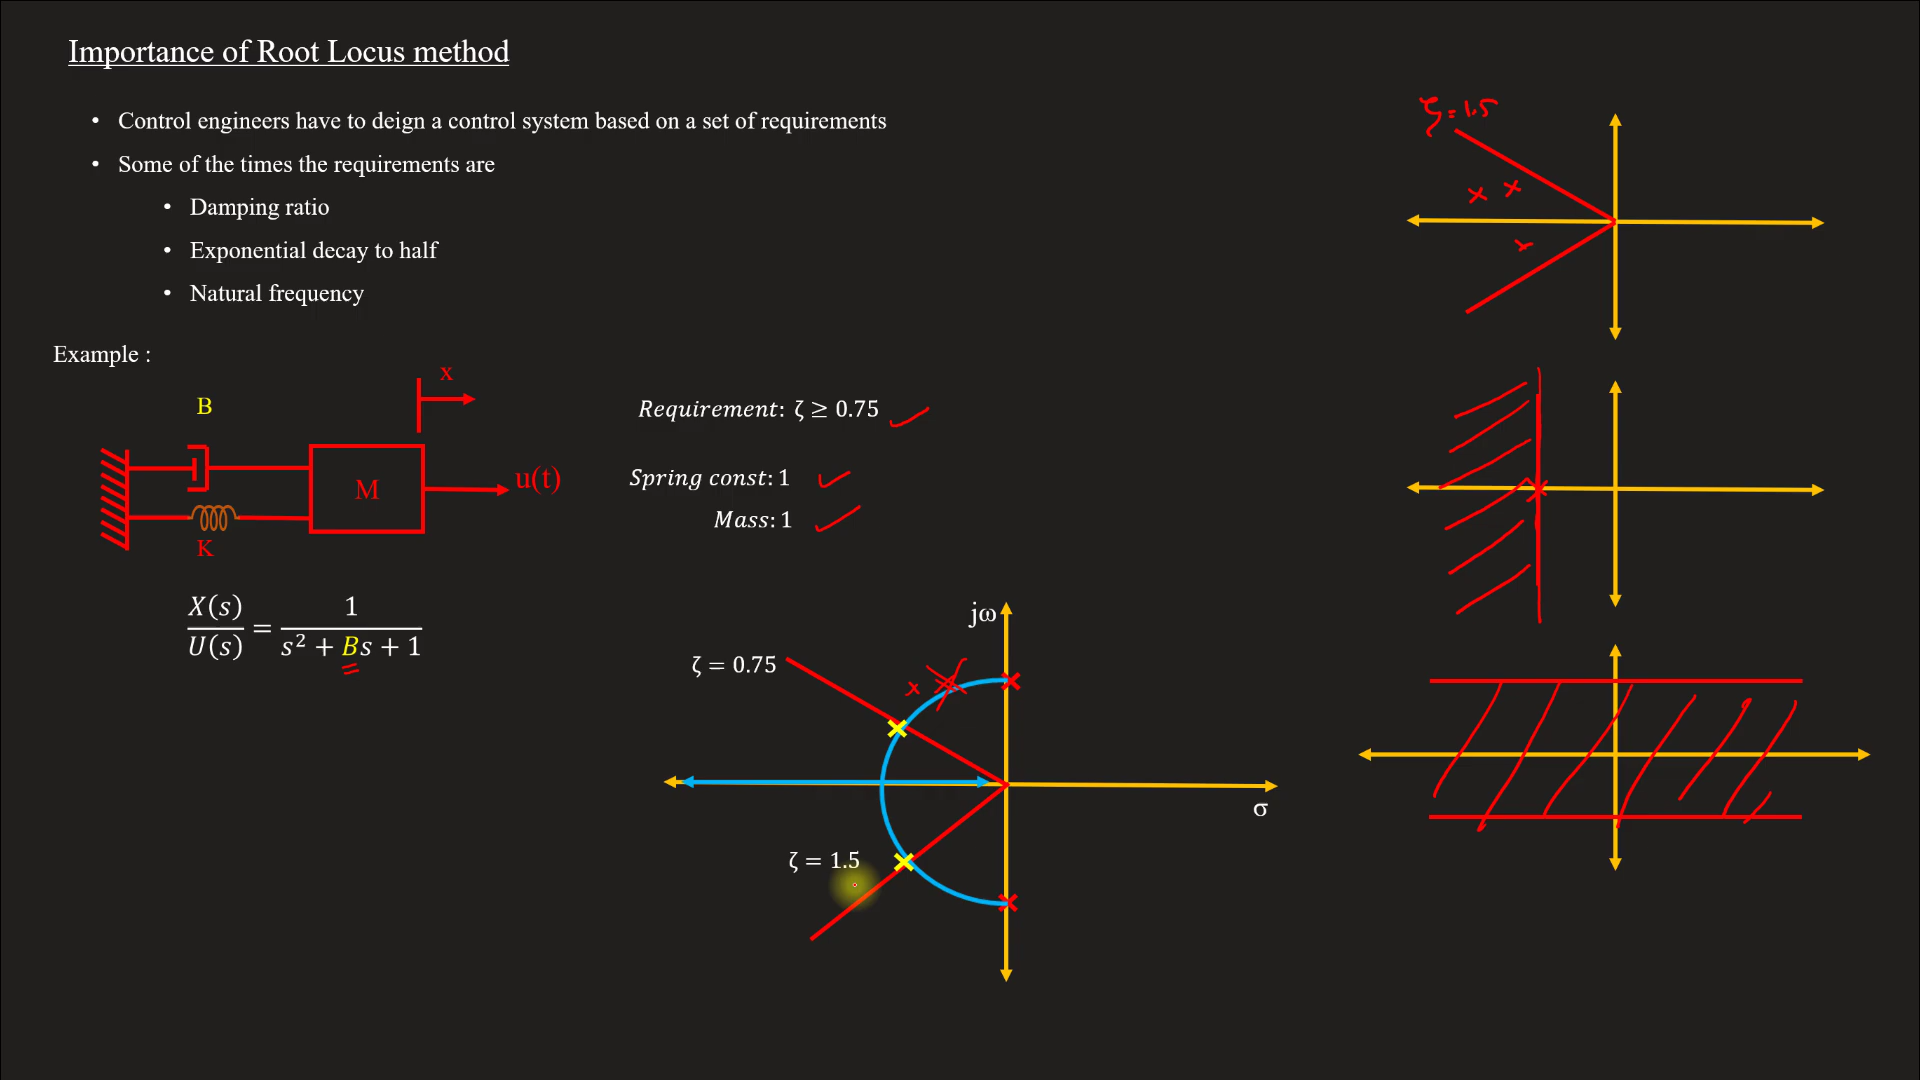 Importance of Root Locus method
• Control engineers have to deign a control system based on a set of requirements
• Some of the times the requirements are
• Damping ratio
• Exponential decay to half
• Natural frequency
Example :
x
B
M
u(t)
K
X(s)/U(s) = 1/(s² + Bs + 1)
Requirement: ζ ≥ 0.75
Spring const: 1
Mass: 1
jω
ζ = 0.75
σ
ζ = 1.5
ζ = 1.5